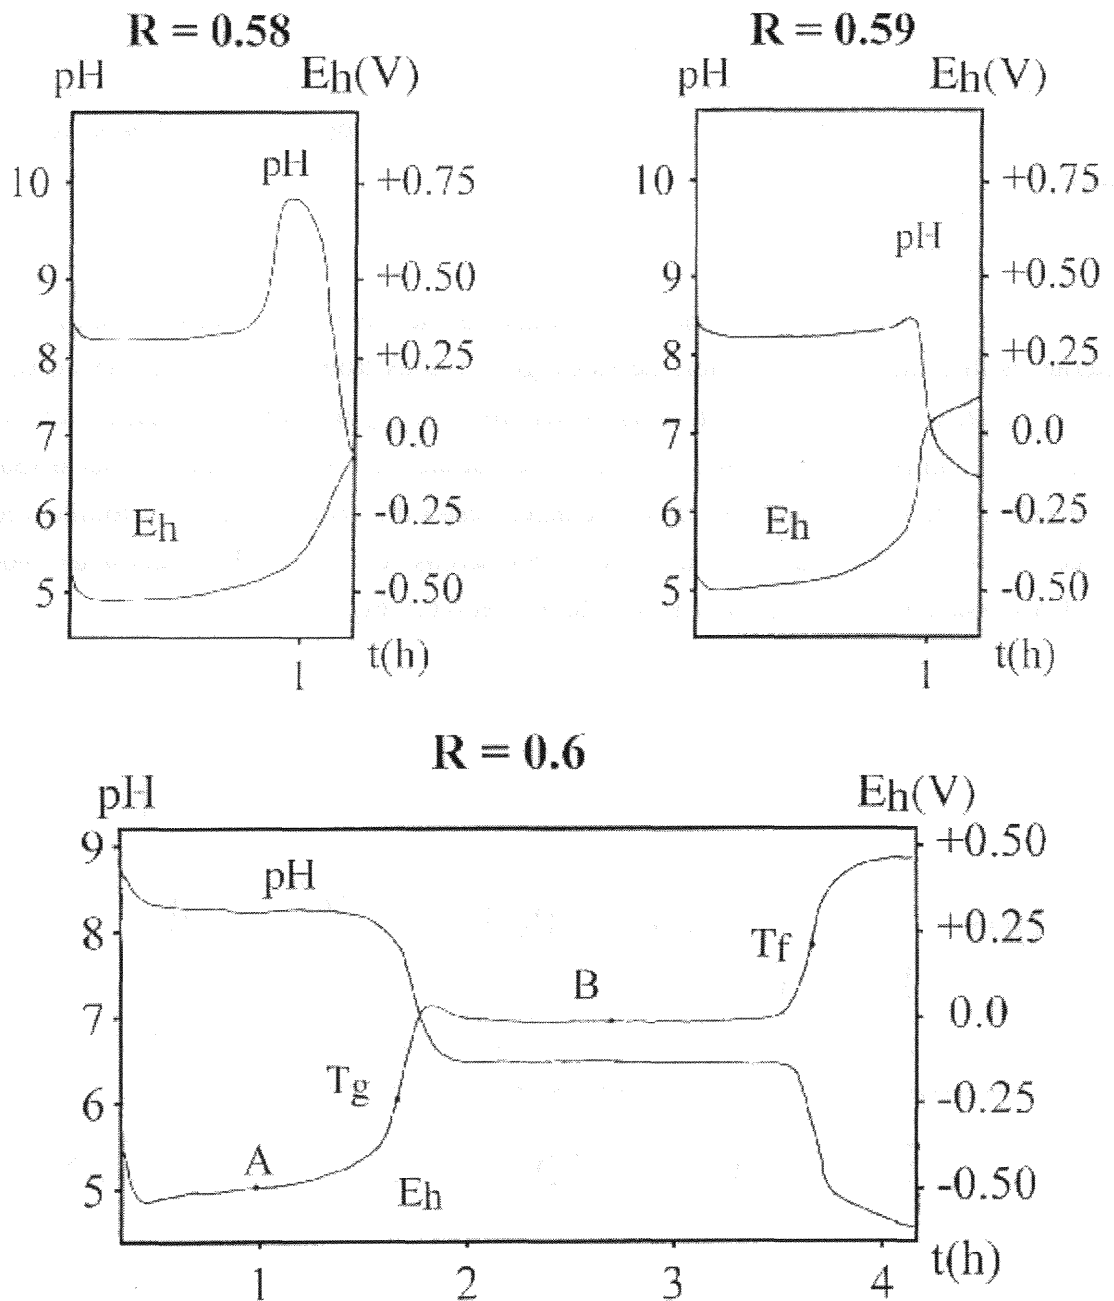 R = 0.58
pH Eh(V)
pH
10 +0.75
9 +0.50
8 +0.25
7 0.0
6 -0.25
Eh
5 -0.50
1 t(h)
R = 0.59
pH Eh(V)
10 +0.75
pH
9 +0.50
8 +0.25
7 0.0
6 -0.25
Eh
5 -0.50
1 t(h)
R = 0.6
pH Eh(V)
9 +0.50
pH
8 +0.25
Tf
B
7 0.0
Tg
6 -0.25
A
5 Eh -0.50
1 2 3 4 t(h)